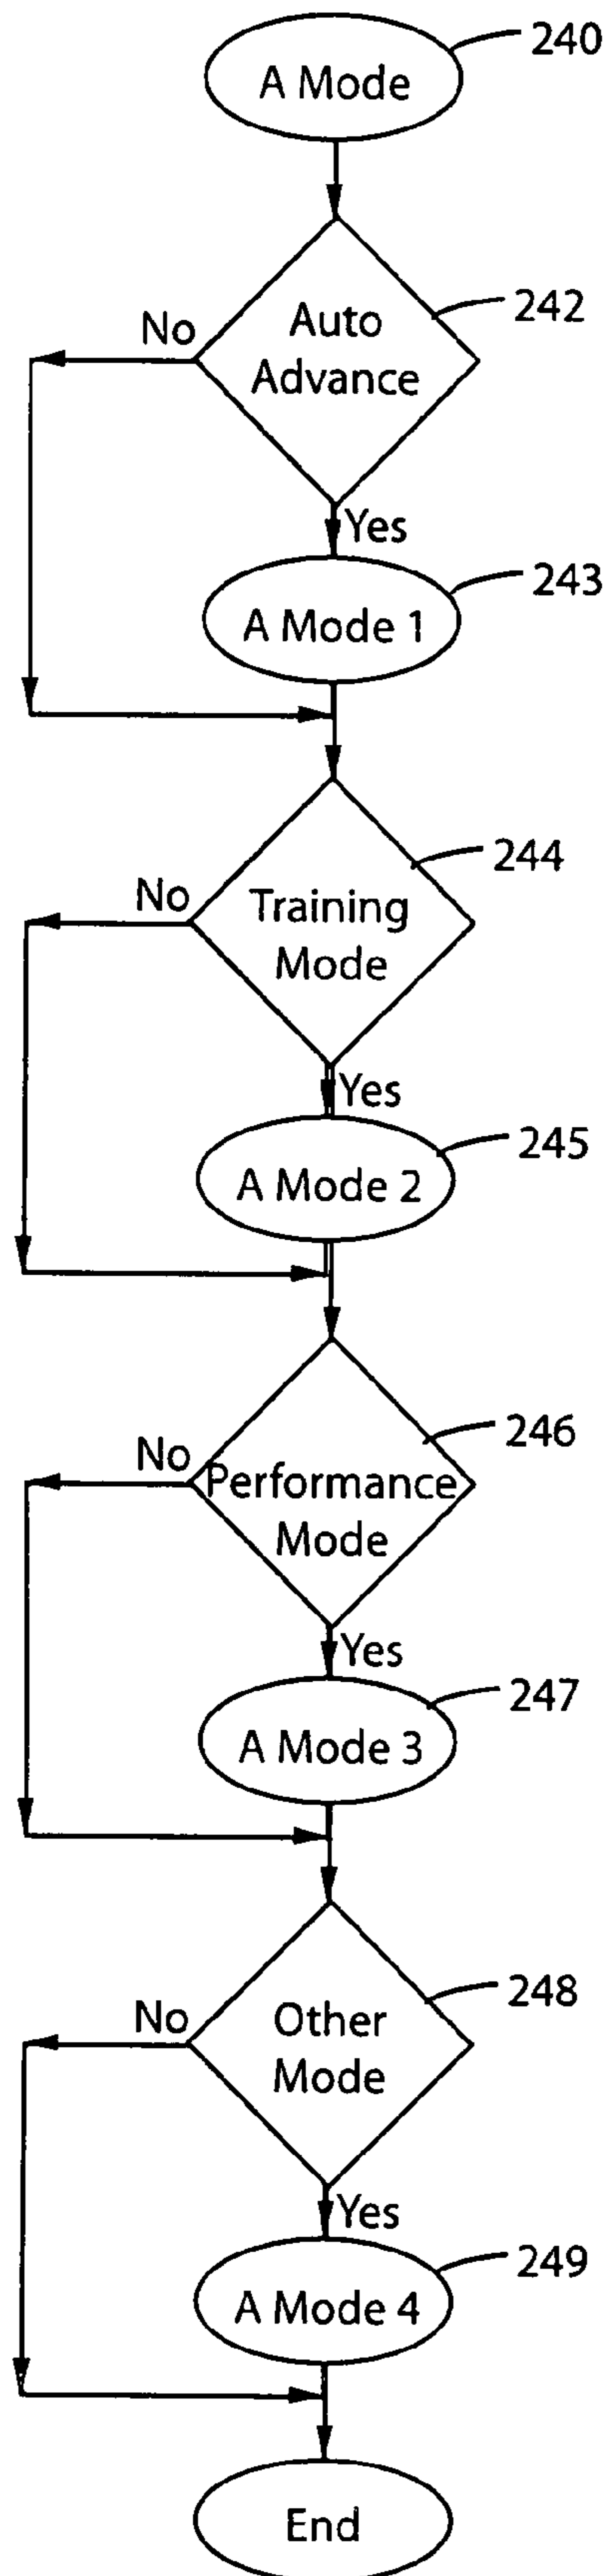 240
A Mode
242
No
Auto
Advance
Yes
243
A Mode 1
244
No
Training
Mode
Yes
245
A Mode 2
246
No
Performance
Mode
Yes
247
A Mode 3
248
No
Other
Mode
Yes
249
A Mode 4
End